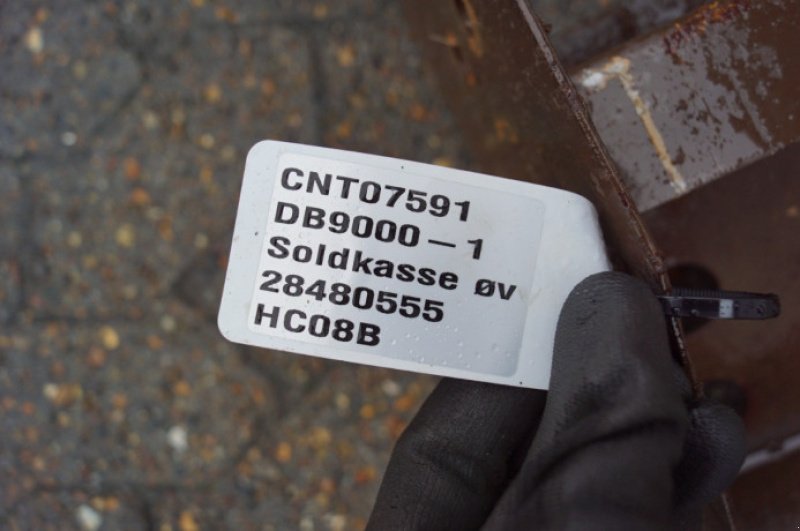 CNT07591
DB9000-1
Soldkasse øv
28480555
HC08B